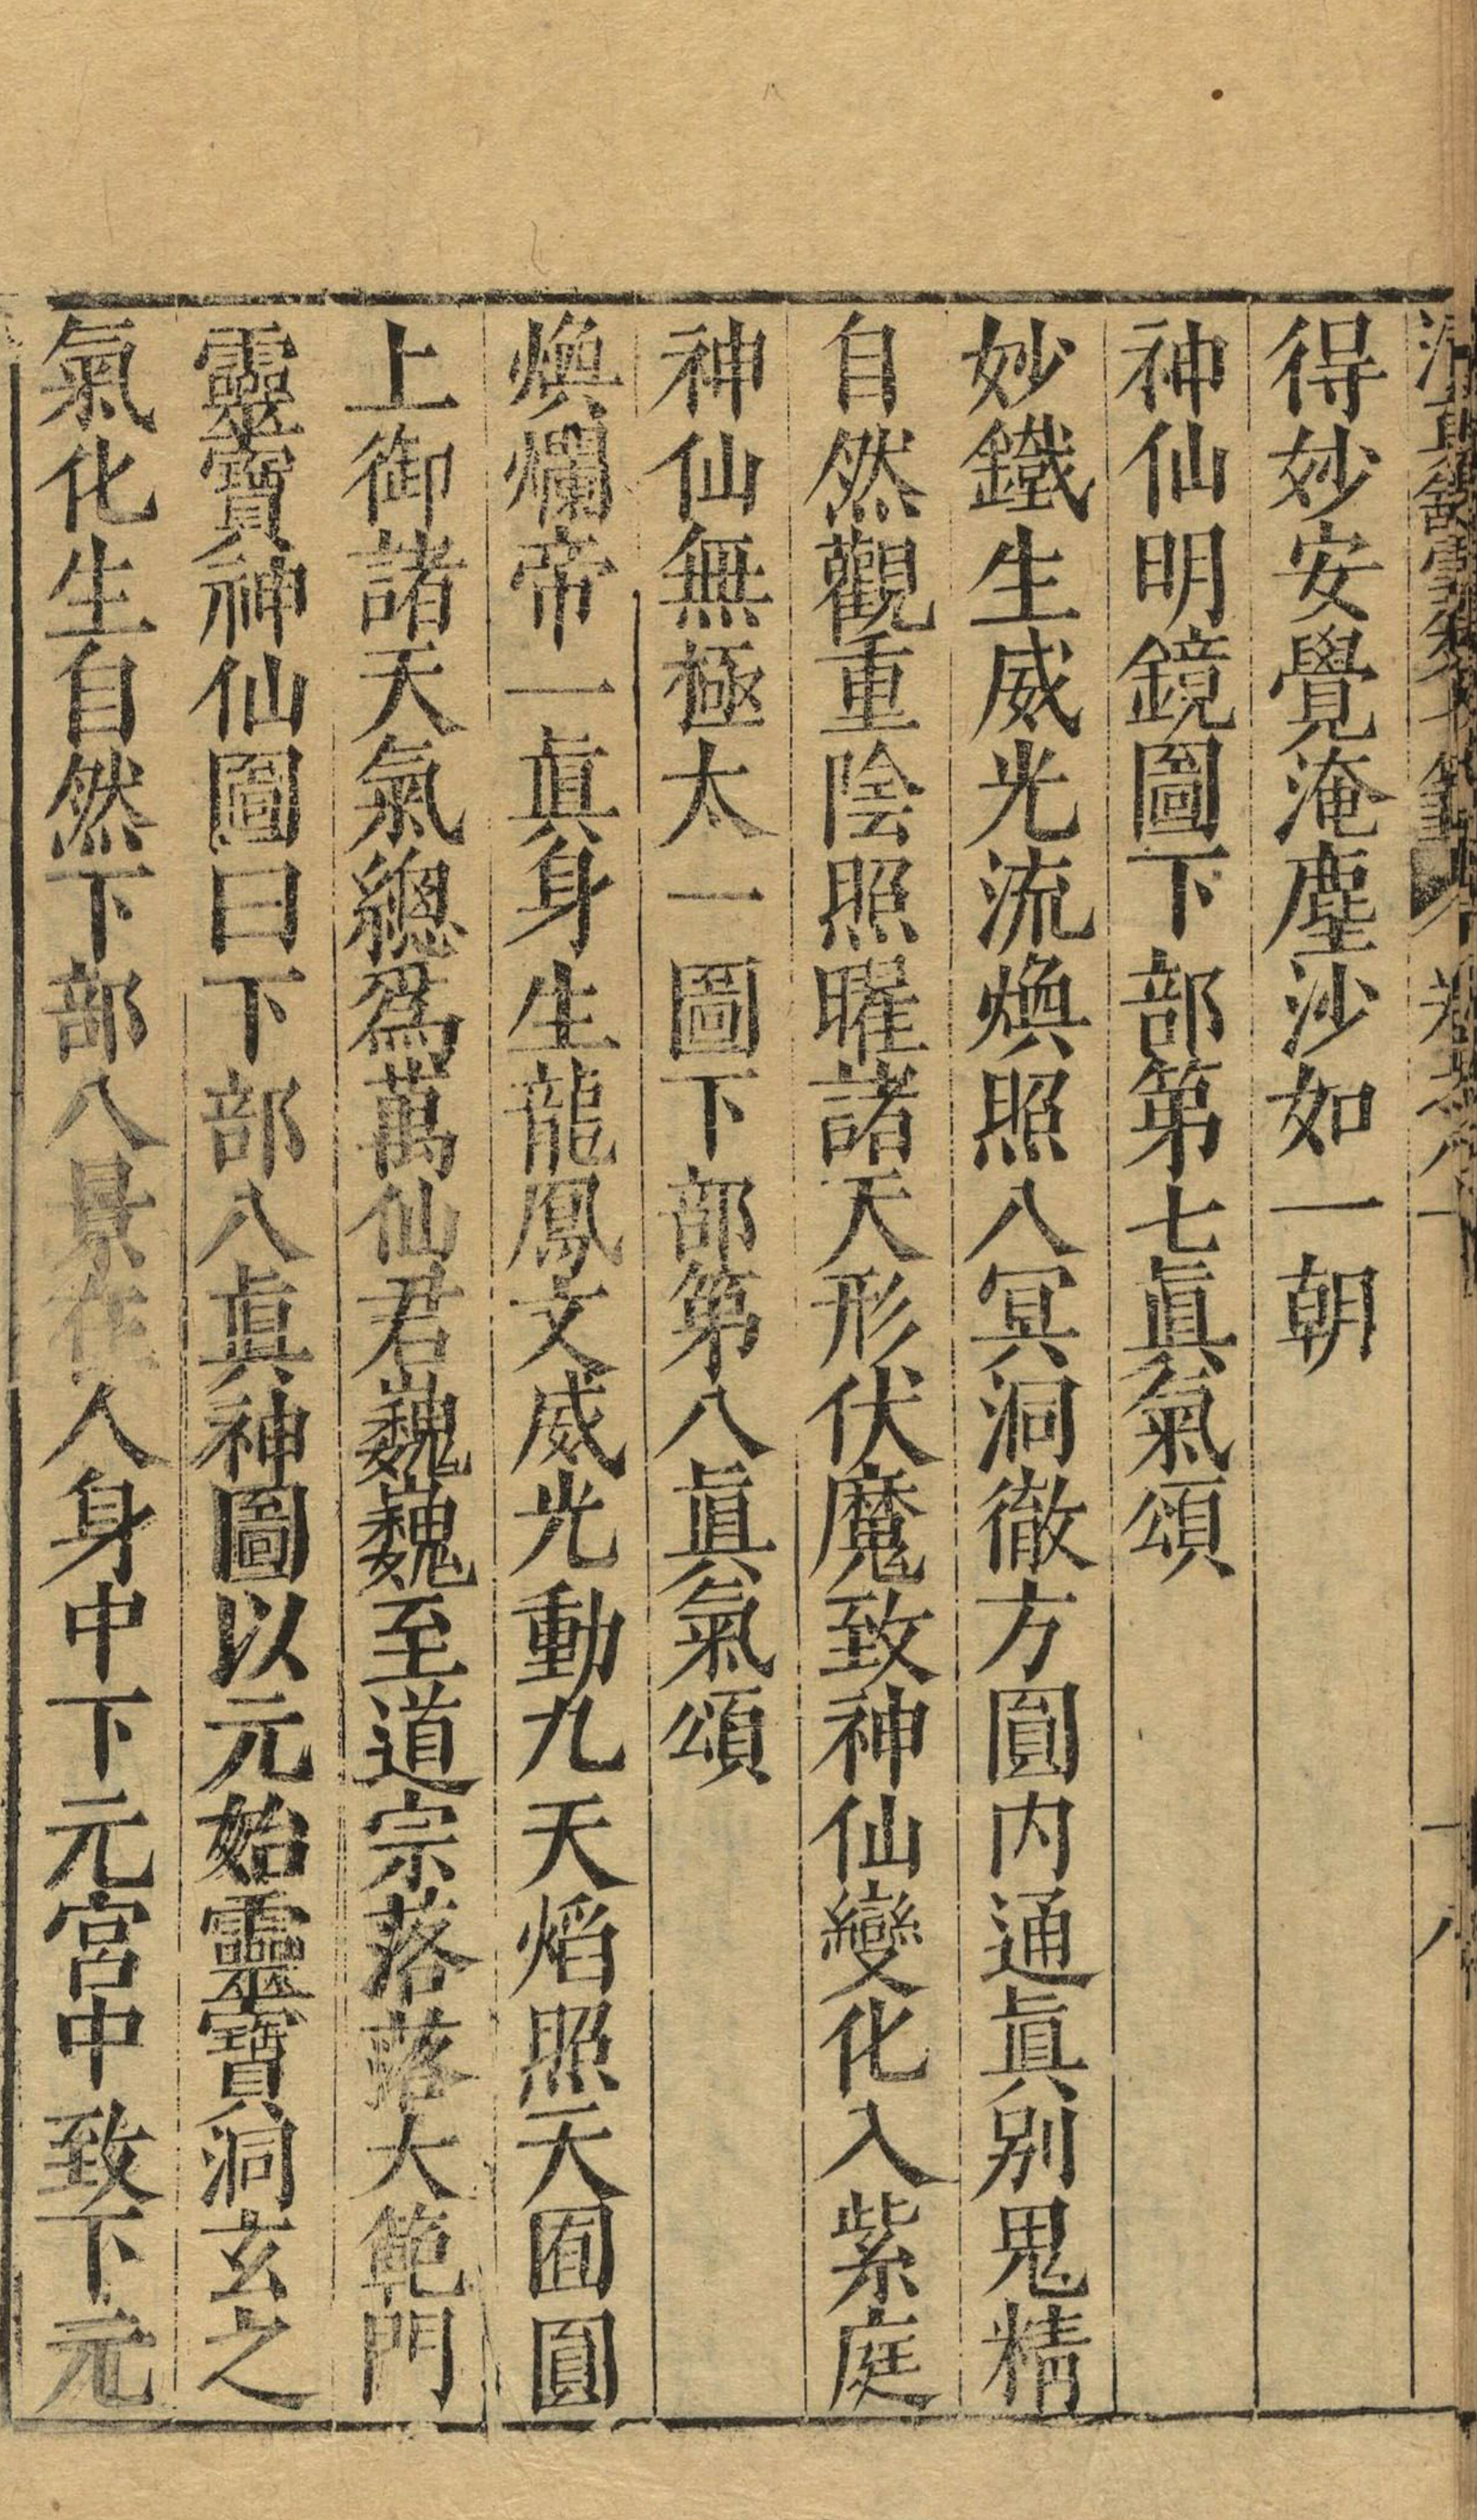 得妙安覺淹塵沙如一朝
神仙明鏡圖下部第七眞氣頌
妙鐵生威光流煥照八冥洞徹方圓内通眞别鬼精
自然觀重陰照曜諸天形伏魔致神仙變化入紫庭
神仙無極太一圖下部第八眞氣頌
煥爛帝一眞身生龍鳳文威光動九天焰照天囿圓
上御諸天氣總爲萬仙君巍巍至道宗落落大範門
靈寶神仙圖曰下部八眞神圖以元始靈寶洞玄之
氣化生自然下部八景在人身中下元宮中致下元